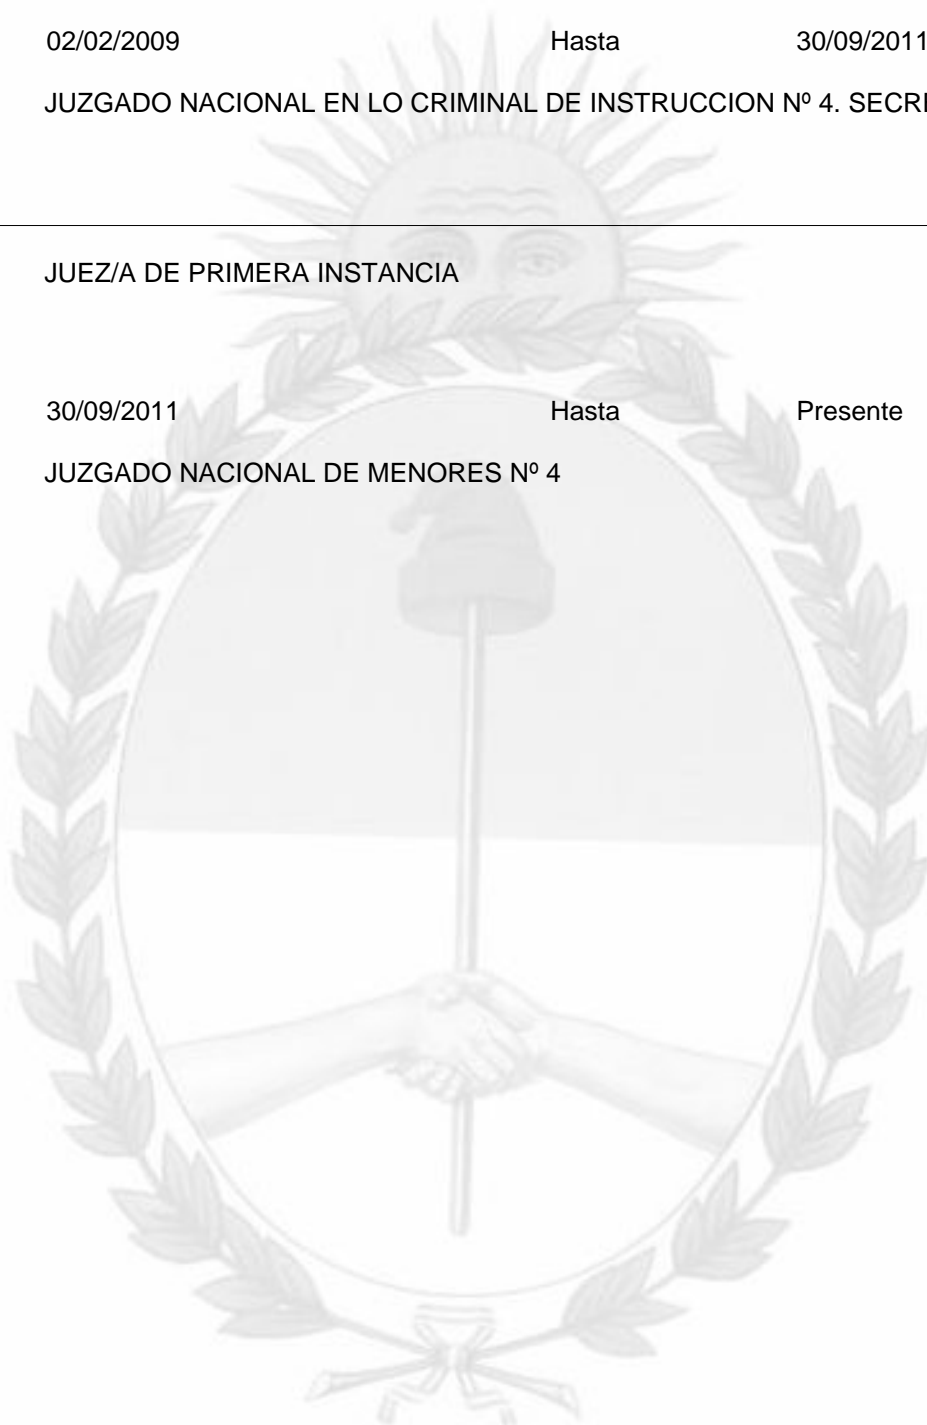 02/02/2009 Hasta 30/09/2011
JUZGADO NACIONAL EN LO CRIMINAL DE INSTRUCCION Nº 4.
JUEZ/A DE PRIMERA INSTANCIA
30/09/2011 Hasta Presente
JUZGADO NACIONAL DE MENORES Nº 4